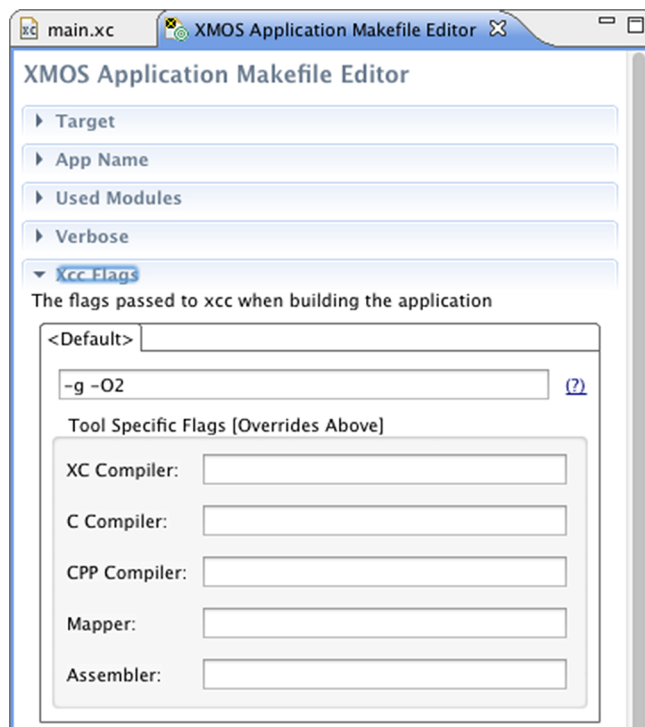 xc main.xc XMOS Application Makefile Editor
XMOS Application Makefile Editor
Target
App Name
Used Modules
Verbose
Xcc Flags
The flags passed to xcc when building the application
<Default>
-g -O2 (?)
Tool Specific Flags [Overrides Above]
XC Compiler:
C Compiler:
CPP Compiler:
Mapper:
Assembler: